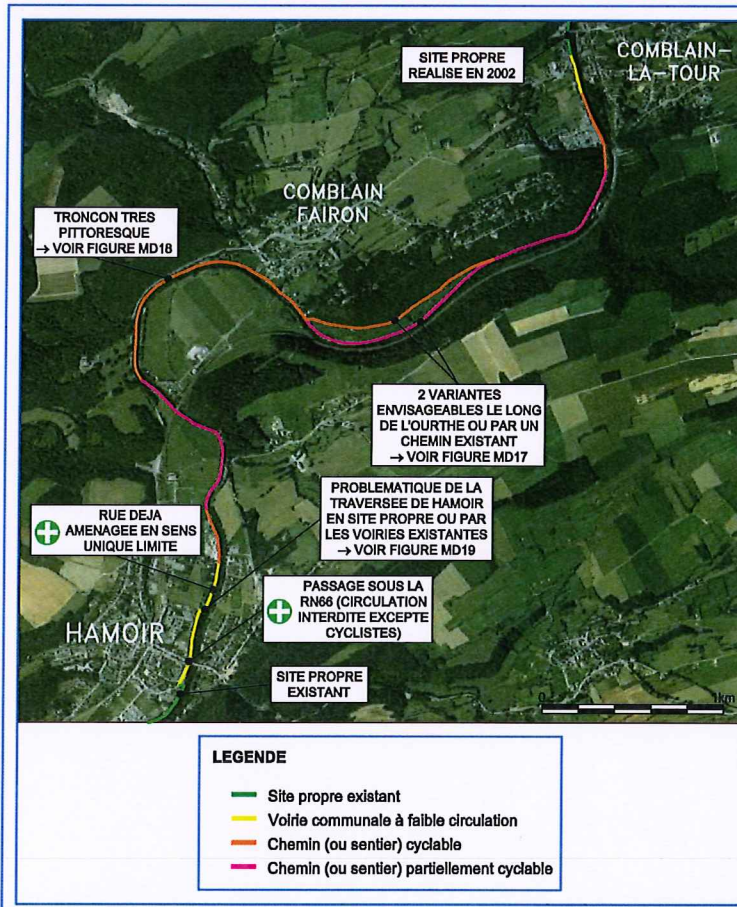 SITE PROPRE
REALISE EN 2002
COMBLAIN-
LA-TOUR
COMBLAIN
FAIRON
TRONCON TRES
PITTORESQUE
→ VOIR FIGURE MD18
2 VARIANTES
ENVISAGEABLES LE LONG
DE L'OURTHE OU PAR UN
CHEMIN EXISTANT
→ VOIR FIGURE MD17
PROBLEMATIQUE DE LA
TRAVERSEE DE HAMOIR
EN SITE PROPRE OU PAR
LES VOIRIES EXISTANTES
→ VOIR FIGURE MD19
RUE DEJA
AMENAGEE EN SENS
UNIQUE LIMITE
PASSAGE SOUS LA
RN66 (CIRCULATION
INTERDITE EXCEPTE
CYCLISTES)
HAMOIR
SITE PROPRE
EXISTANT
0 1km
LEGENDE
Site propre existant
Voirie communale à faible circulation
Chemin (ou sentier) cyclable
Chemin (ou sentier) partiellement cyclable